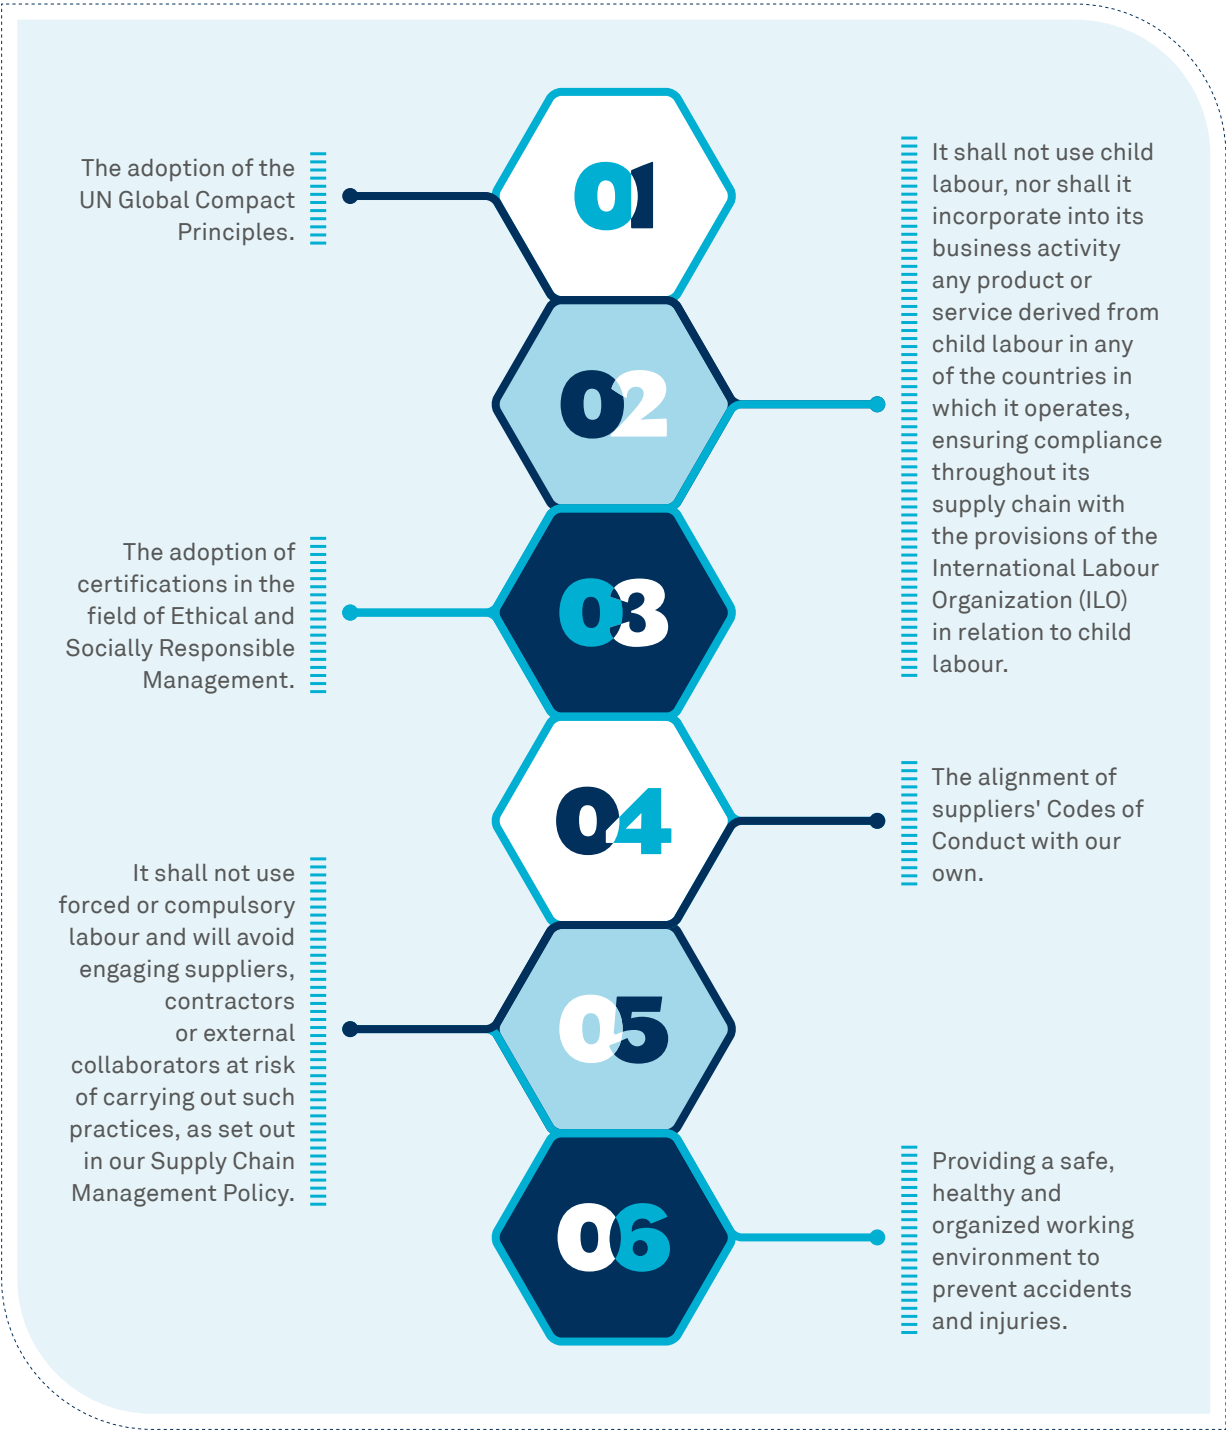 01
The adoption of the
UN Global Compact
Principles.
02
It shall not use child
labour, nor shall it
incorporate into its
business activity
any product or
service derived from
child labour in any
of the countries in
which it operates,
ensuring compliance
throughout its
supply chain with
the provisions of the
International Labour
Organization (ILO)
in relation to child
labour.
03
The adoption of
certifications in the
field of Ethical and
Socially Responsible
Management.
04
The alignment of
suppliers' Codes of
Conduct with our
own.
05
It shall not use
forced or compulsory
labour and will avoid
engaging suppliers,
contractors
or external
collaborators at risk
of carrying out such
practices, as set out
in our Supply Chain
Management Policy.
06
Providing a safe,
healthy and
organized working
environment to
prevent accidents
and injuries.